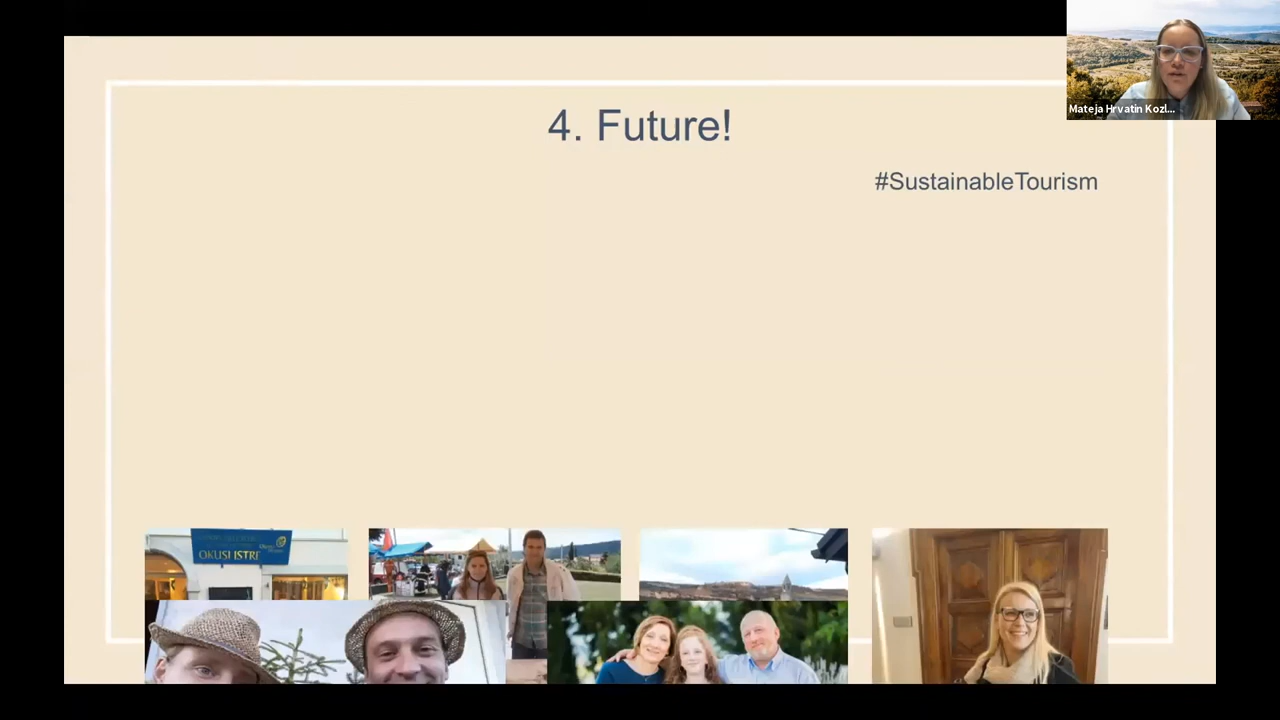 Mateja Hrvatin Kozl...
4. Future!
#SustainableTourism
OKUSI ISTRE